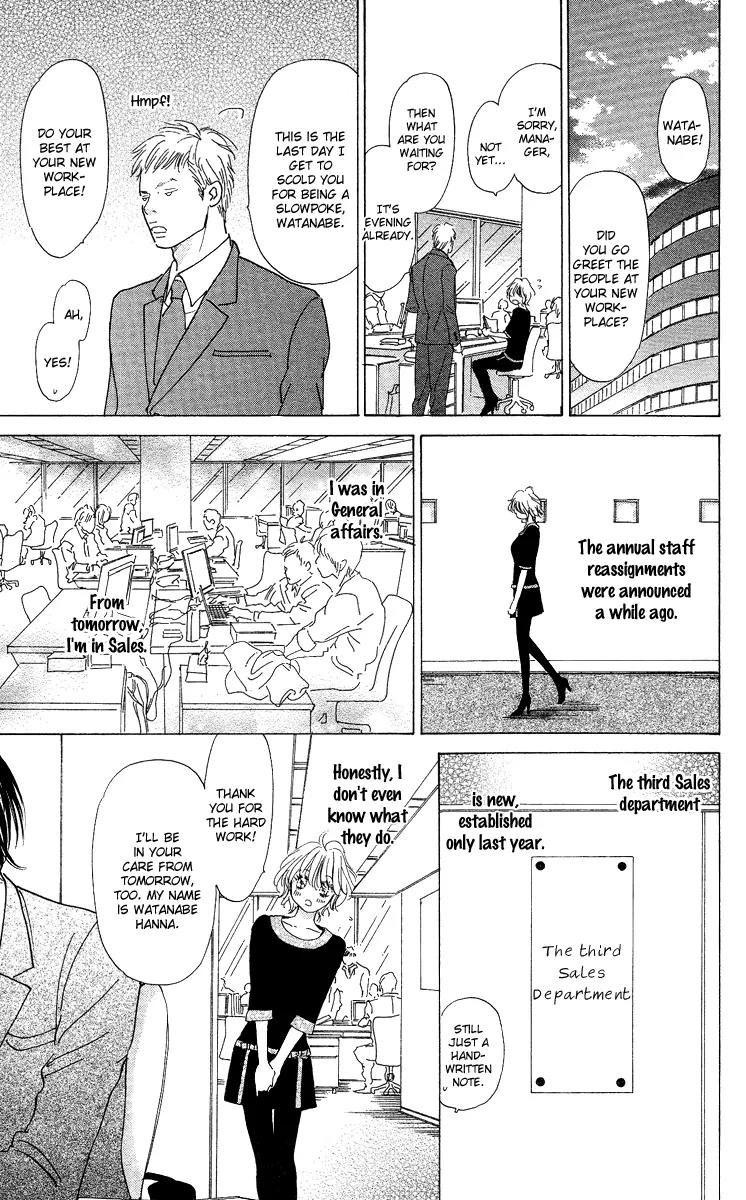 WATA-
NABE!
DID
YOU GO
GREET THE
PEOPLE AT
YOUR NEW
WORK-
PLACE?
I'M
SORRY,
MANA-
GER,
NOT
YET...
THEN
WHAT
ARE YOU
WAITING
FOR?
IT'S
EVENING
ALREADY.
THIS IS THE
LAST DAY I
GET TO
SCOLD YOU
FOR BEING A
SLOWPOKE,
WATANABE.
Hmpf!
DO YOUR
BEST AT
YOUR NEW
WORK-
PLACE!
AH,
YES!
The annual staff
reassignments
were announced
a while ago.
I was in
General
affairs.
From
tomorrow,
I'm in Sales.
The third Sales
department
is new,
established
only last year.
The third
Sales
Department
STILL
JUST A
HAND-
WRITTEN
NOTE.
Honestly, I
don't even
know what
they do.
THANK
YOU FOR
THE HARD
WORK!
I'LL BE
IN YOUR
CARE FROM
TOMORROW,
TOO. MY NAME
IS WATANABE
HANNA.